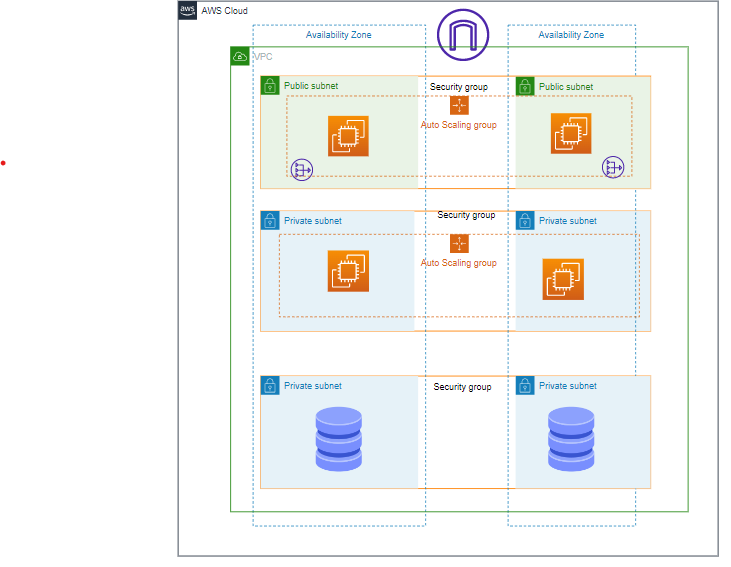 aws
AWS Cloud
Availability Zone
Availability Zone
VPC
Public subnet
Security group
Public subnet
Auto Scaling group
Private subnet
Security group
Private subnet
Auto Scaling group
Private subnet
Security group
Private subnet